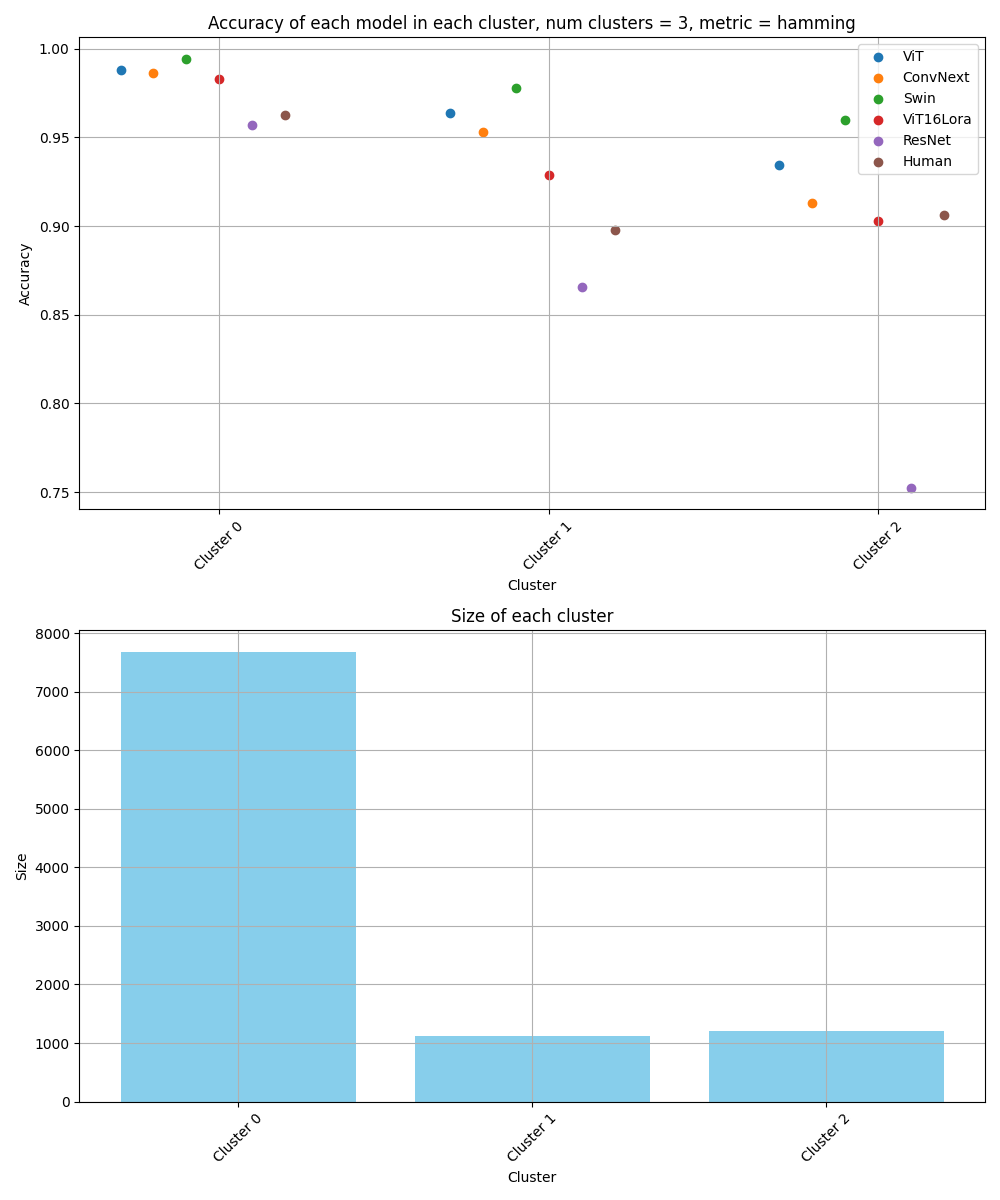 Accuracy of each model in each cluster, num clusters = 3, metric = hamming
1.00
0.95
0.90
0.85
0.80
0.75
Accuracy
ViT
ConvNext
Swin
ViT16Lora
ResNet
Human
Cluster 0
Cluster 1
Cluster 2
Cluster
Size of each cluster
8000
7000
6000
5000
4000
3000
2000
1000
0
Size
Cluster 0
Cluster 1
Cluster 2
Cluster